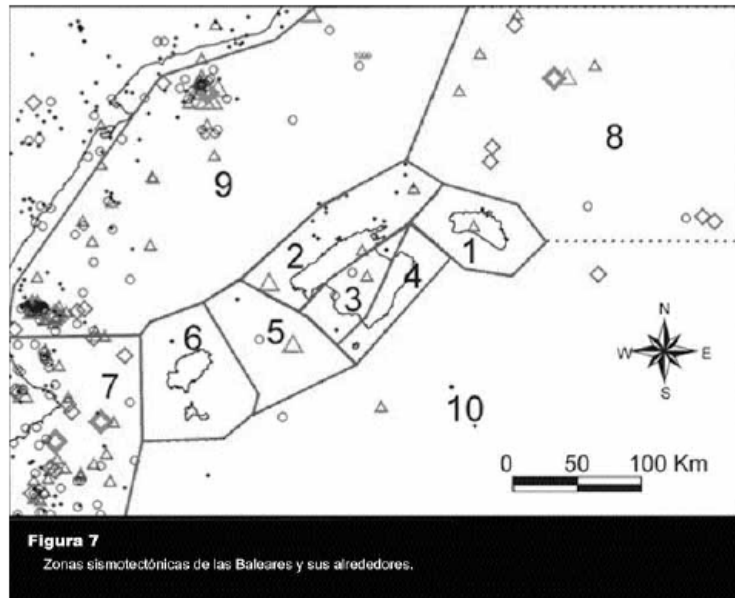 1999
8
9
1
2
4
3
5
6
7
10
N
W E
S
0 50 100 Km
Figura 7
Zonas sismotectónicas de las Baleares y sus alrededores.